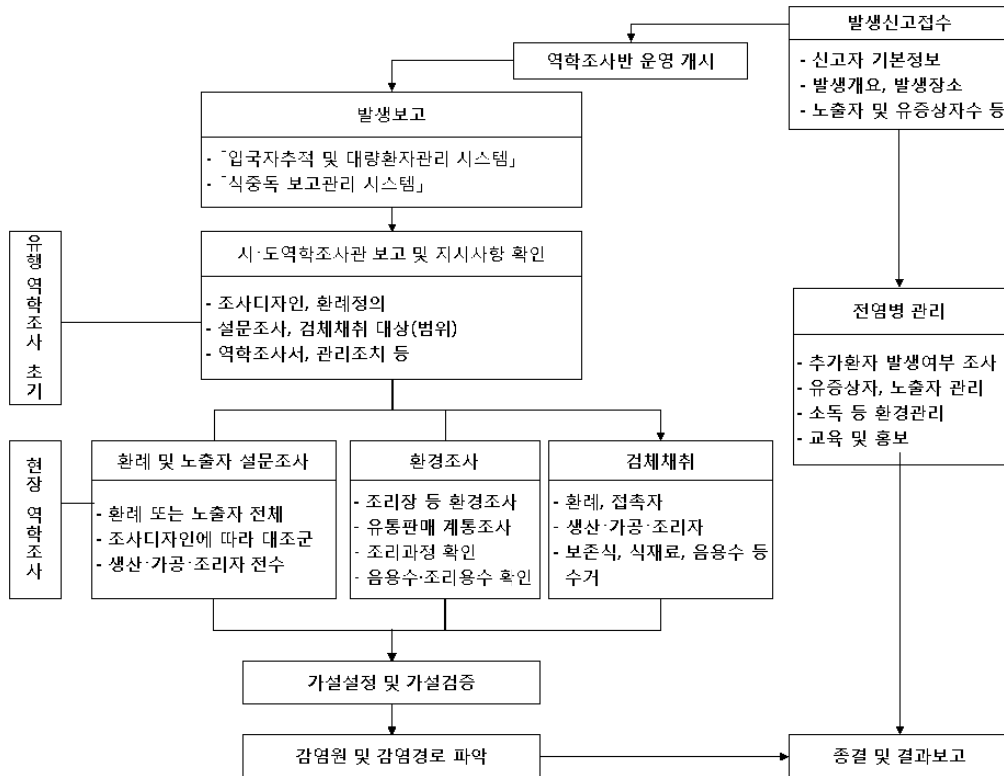 발생신고접수
- 신고자 기본정보
- 발생개요, 발생장소
- 노출자 및 유증상자수 등
역학조사반 운영 개시
발생보고
- 「입국자추적 및 대량환자관리 시스템」
- 「식중독 보고관리 시스템」
유행 역학조사 초기
시·도역학조사관 보고 및 지시사항 확인
- 조사디자인, 환례정의
- 설문조사, 검체채취 대상(범위)
- 역학조사서, 관리조치 등
전염병 관리
- 추가환자 발생여부 조사
- 유증상자, 노출자 관리
- 소독 등 환경관리
- 교육 및 홍보
현장 역학조사
환례 및 노출자 설문조사
- 환례 또는 노출자 전체
- 조사디자인에 따라 대조군
- 생산·가공·조리자 전수
환경조사
- 조리장 등 환경조사
- 유통판매 계통조사
- 조리과정 확인
- 음용수·조리용수 확인
검체채취
- 환례, 접촉자
- 생산·가공·조리자
- 보존식, 식재료, 음용수 등
수거
가설설정 및 가설검증
감염원 및 감염경로 파악
종결 및 결과보고